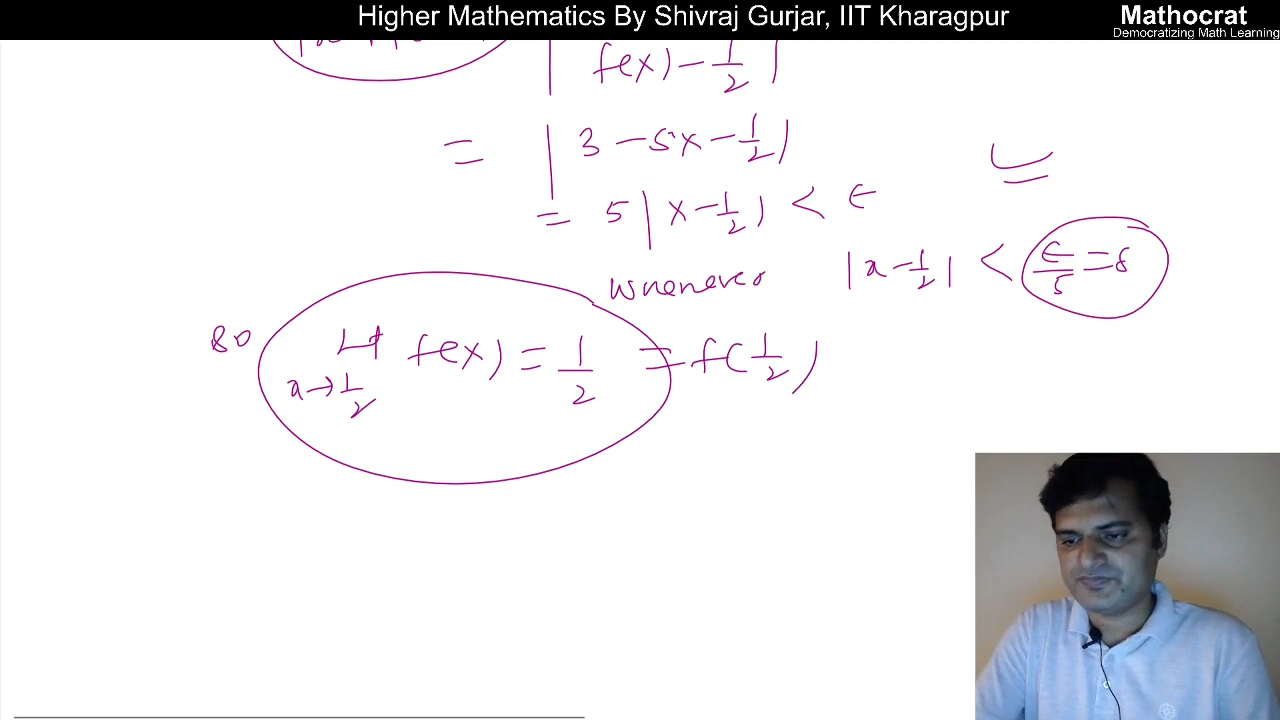 Higher Mathematics By Shivraj Gurjar, IIT Kharagpur
Mathocrat
Democratizing Math Learning
| f(x) - 1/2 |
= | 3 - 5x - 1/2 |
= 5 | x - 1/2 | < ε
whenever |x - 1/2| < ε/5 = δ
so Lt x→1/2 f(x) = 1/2 = f(1/2)